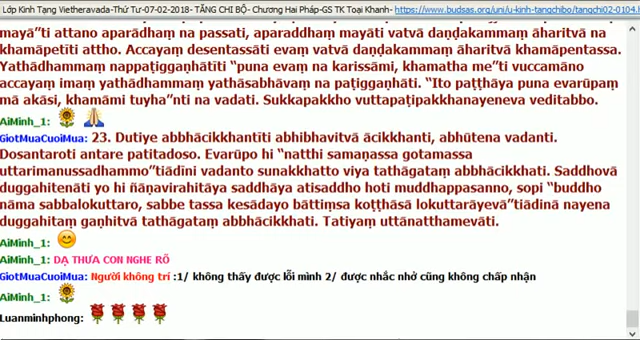 Lớp Kinh Tạng Vietheravada-Thứ Tư-07-02-2018- TĂNG CHI BỘ- Chương Hai Pháp-GS TK Toại Khanh- https://www.budsas.org/uni/u-kinh-tangchibo/tangchi02-0104.
mayā”ti attano aparādhaṃ na passati, aparaddhaṃ mayāti vatvā daṇḍakammaṃ āharitvā na
khamāpetīti attho. Accayaṃ desentassāti evaṃ vatvā daṇḍakammaṃ āharitvā khamāpentassa.
Yathādhammaṃ nappaṭiggaṇhātīti “puna evaṃ na karissāmi, khamatha me”ti vuccamāno
accayaṃ imaṃ yathādhammaṃ yathāsabhāvaṃ na paṭiggaṇhāti. “Ito paṭṭhāya puna evarūpaṃ
mā akāsi, khamāmi tuyha”nti na vadati. Sukkapakkho vuttapaṭipakkhanayeneva veditabbo.
AiMinh_1:
GiotMuaCuoiMua: 23. Dutiye abbhācikkhantīti abhibhavitvā ācikkhanti, abhūtena vadanti.
Dosantaroti antare patitadoso. Evarūpo hi “natthi samaṇassa gotamassa
uttarimanussadhammo”tiādīni vadanto sunakkhatto viya tathāgataṃ abbhācikkhati. Saddhovā
duggahitenāti yo hi ñāṇavirahitāya saddhāya atisaddho hoti muddhappasanno, sopi “buddho
nāma sabbalokuttaro, sabbe tassa kesādayo bāttiṃsa koṭṭhāsā lokuttarāyevā”tiādinā nayena
duggahitaṃ gaṇhitvā tathāgataṃ abbhācikkhati. Tatiyaṃ uttānatthamevāti.
AiMinh_1:
AiMinh_1: DẠ THƯA CON NGHE RÕ
GiotMuaCuoiMua: Người không trí :1/ không thấy được lỗi mình 2/ được nhắc nhở cũng không chấp nhận
AiMinh_1:
Luanminhphong: